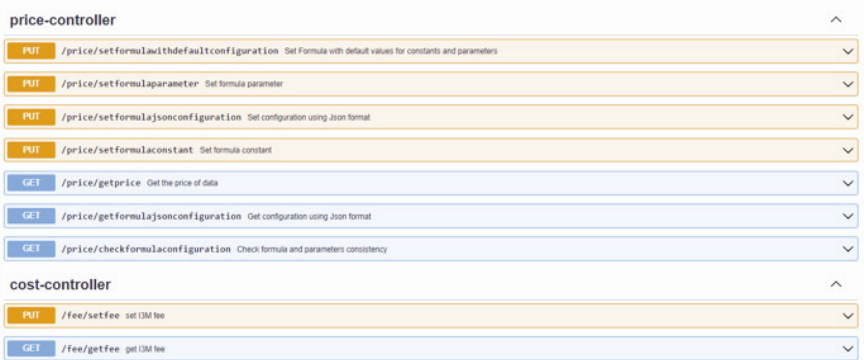 price-controller
PUT /price/setformulawithdefaultconfiguration Set Formula with default values for constants and parameters
PUT /price/setformulaparameter Set formula parameter
PUT /price/setformulajsonconfiguration Set configuration using Json format
PUT /price/setformulaconstant Set formula constant
GET /price/getprice Get the price of data
GET /price/getformulajsonconfiguration Get configuration using Json format
GET /price/checkformulaconfiguration Check formula and parameters consistency
cost-controller
PUT /fee/setfee set I3M fee
GET /fee/getfee get I3M fee